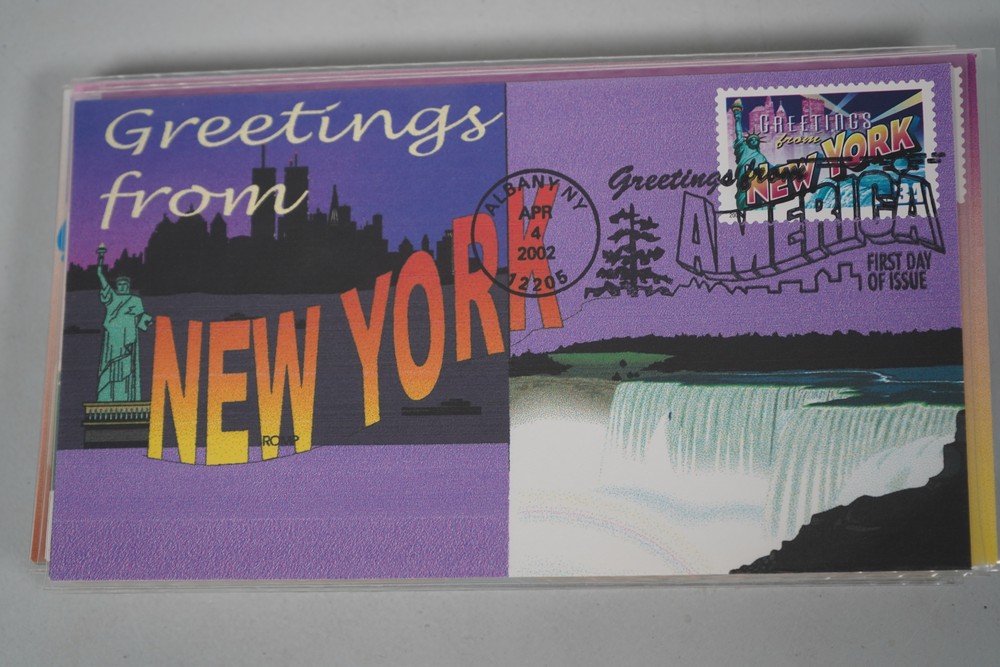 Greetings
from
NEW YORK
ROMP
ALBANY NY
APR
4
2002
12205
Greetings from
AMERICA
FIRST DAY
OF ISSUE
GREETINGS
from
NEW YORK